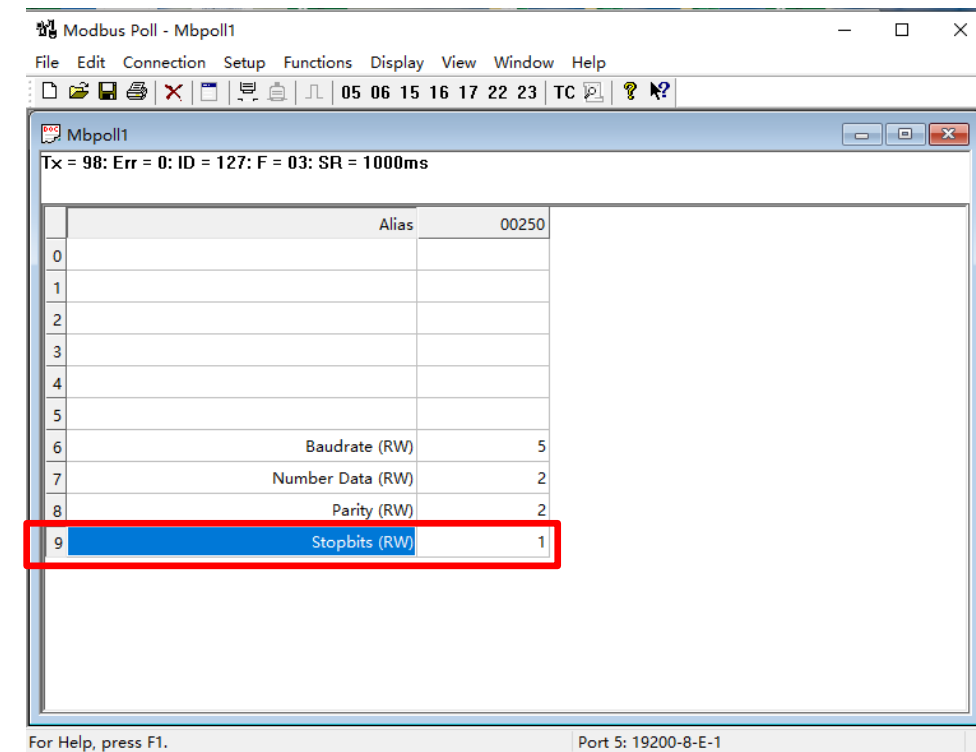 Modbus Poll - Mbpoll1
File Edit Connection Setup Functions Display View Window Help
05 06 15 16 17 22 23 TC
Mbpoll1
Tx = 98: Err = 0: ID = 127: F = 03: SR = 1000ms
Alias 00250
0
1
2
3
4
5
6 Baudrate (RW) 5
7 Number Data (RW) 2
8 Parity (RW) 2
9 Stopbits (RW) 1
For Help, press F1. Port 5: 19200-8-E-1